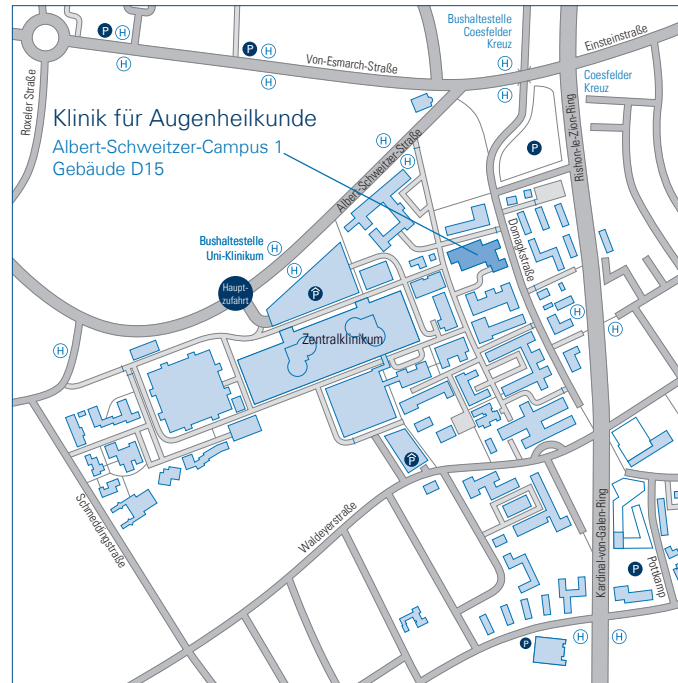 P
H
H
P
H
H
Von-Esmarch-Straße
Roxeler Straße
Bushaltestelle
Coesfelder
Kreuz
H
H
Einsteinstraße
Coesfelder
Kreuz
Rishon-le-Zion-Ring
P
Klinik für Augenheilkunde
Albert-Schweitzer-Campus 1
Gebäude D15
Albert-Schweitzer-Straße
H
H
Domagkstraße
Bushaltestelle
Uni-Klinikum
H
H
Haupt-
zufahrt
P
Zentralklinikum
H
H
H
P
Waldeyerstraße
Schmeddingstraße
Kardinal-von-Galen-Ring
Pottkamp
P
P
H
H